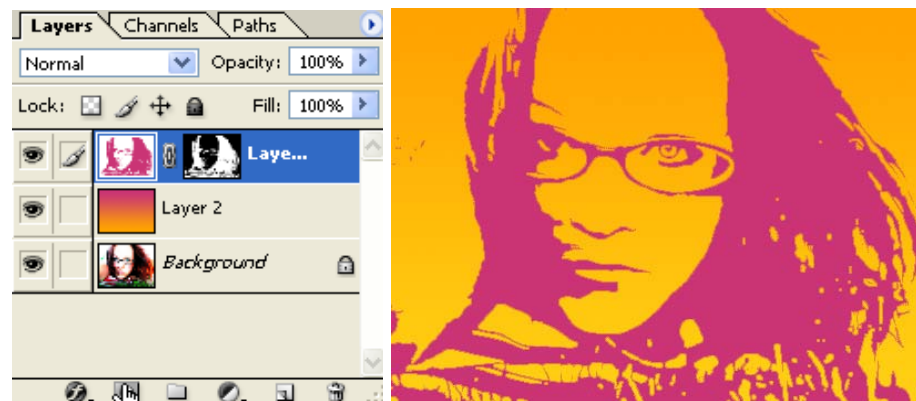 Layers Channels Paths
Normal Opacity: 100%
Lock: Fill: 100%
Laye...
Layer 2
Background